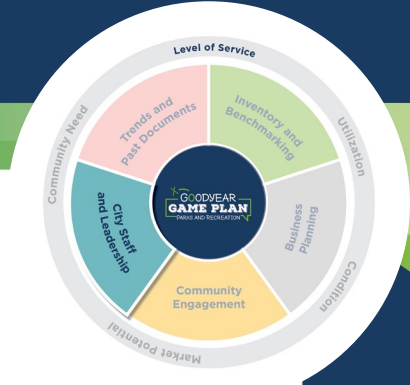 Level of Service
Utilization
Condition
Market Potential
Community Need
Trends and
Past Documents
Inventory and
Benchmarking
Business
Planning
Community
Engagement
City Staff
and Leadership
GOODYEAR
GAME PLAN
PARKS AND RECREATION